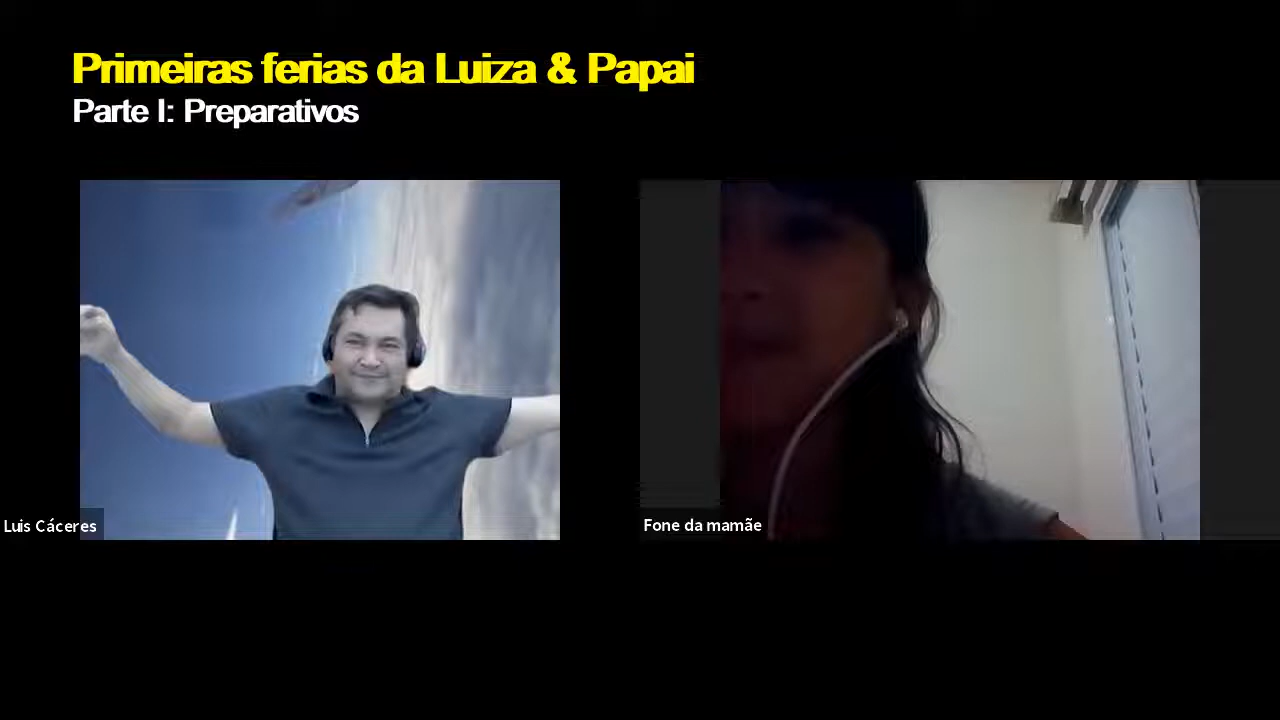 Primeiras ferias da Luiza & Papai
Parte I: Preparativos
Luis Cáceres
Fone da mamãe